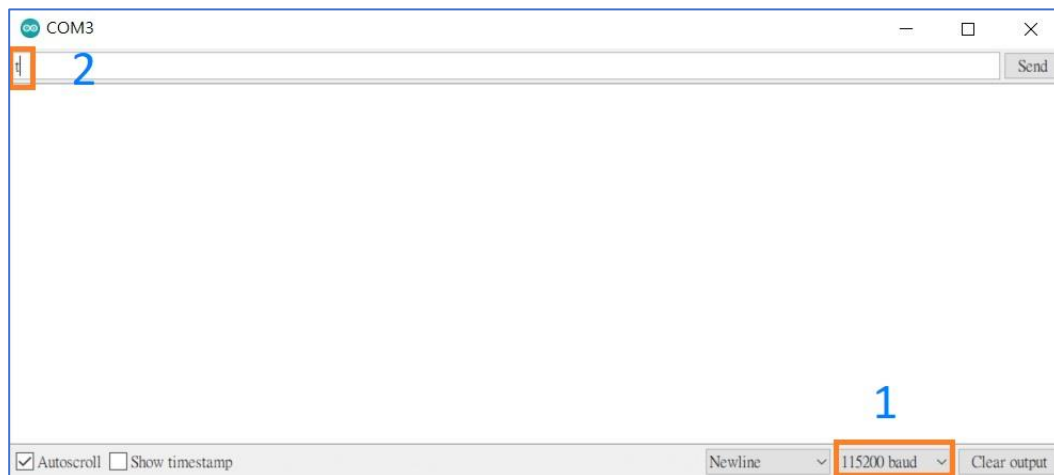 COM3
t
2
Send
1
Autoscroll
Show timestamp
Newline
115200 baud
Clear output